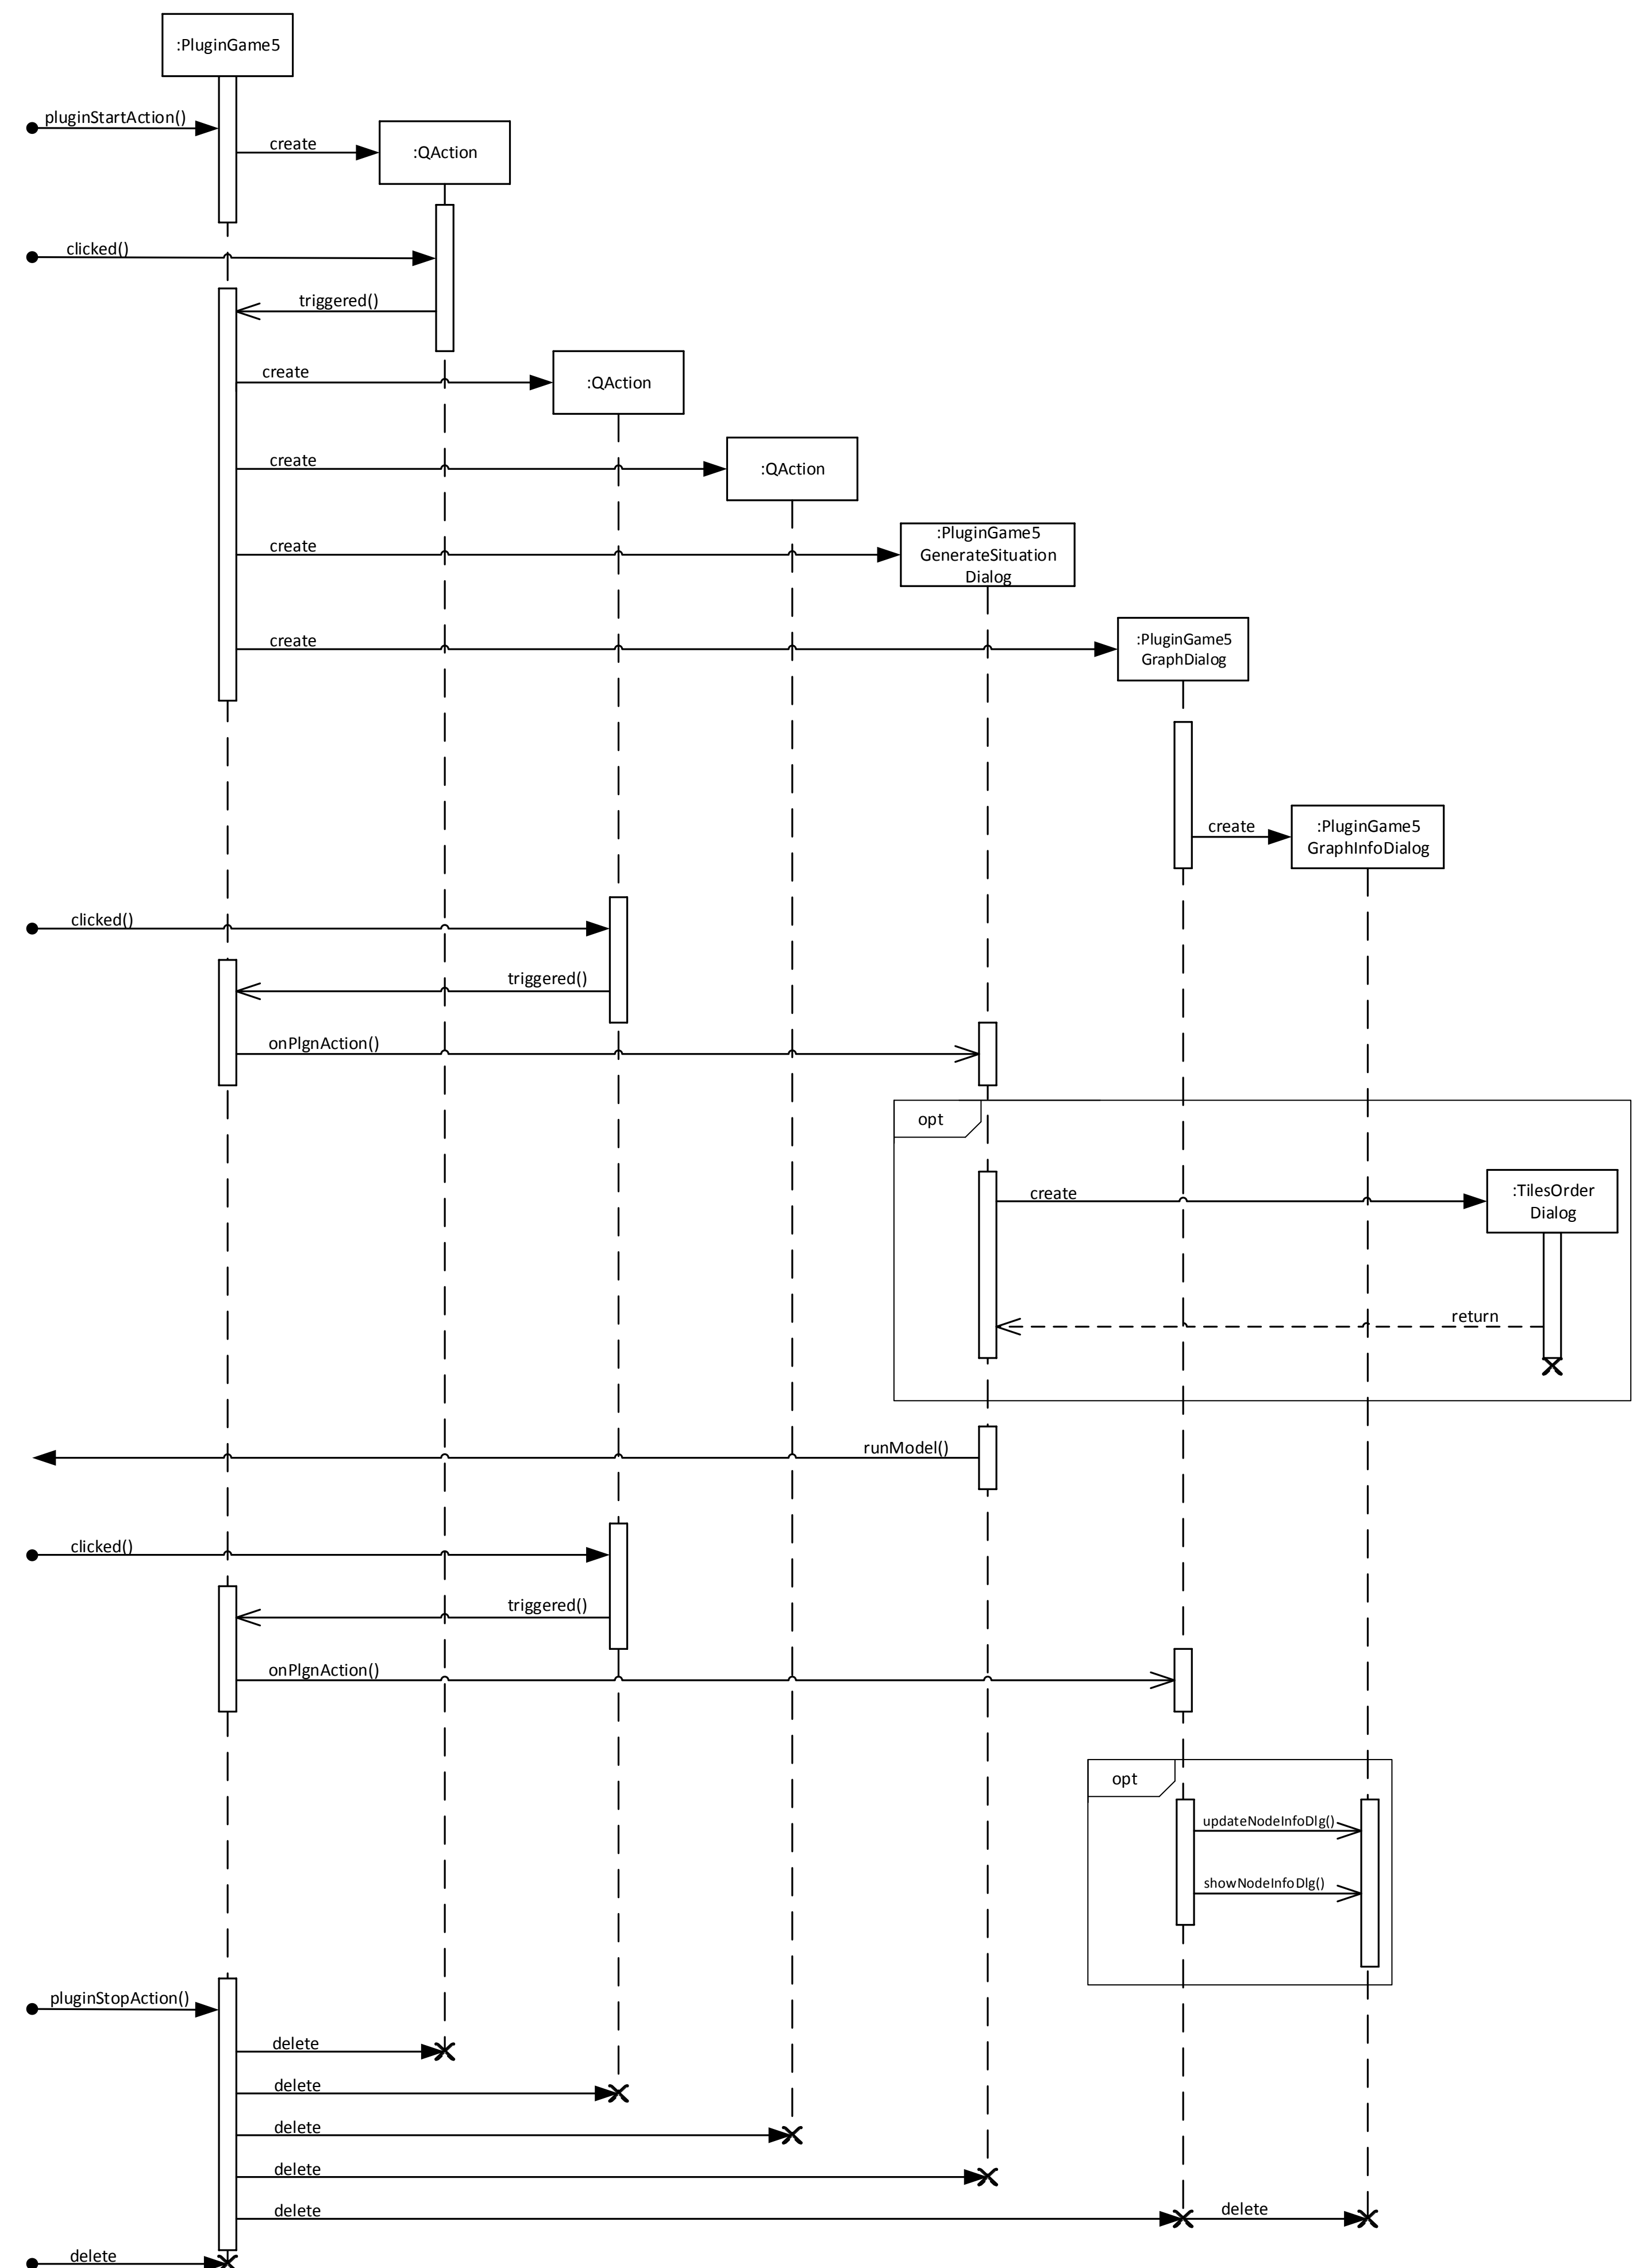 :PluginGame5
pluginStartAction()
create
:QAction
clicked()
triggered()
create
:QAction
create
:QAction
create
:PluginGame5
GenerateSituation
Dialog
create
:PluginGame5
GraphDialog
create
:PluginGame5
GraphInfoDialog
clicked()
triggered()
onPlgnAction()
opt
create
:TilesOrder
Dialog
return
runModel()
clicked()
triggered()
onPlgnAction()
opt
updateNodeInfoDlg()
showNodeInfoDlg()
pluginStopAction()
delete
delete
delete
delete
delete
delete
delete